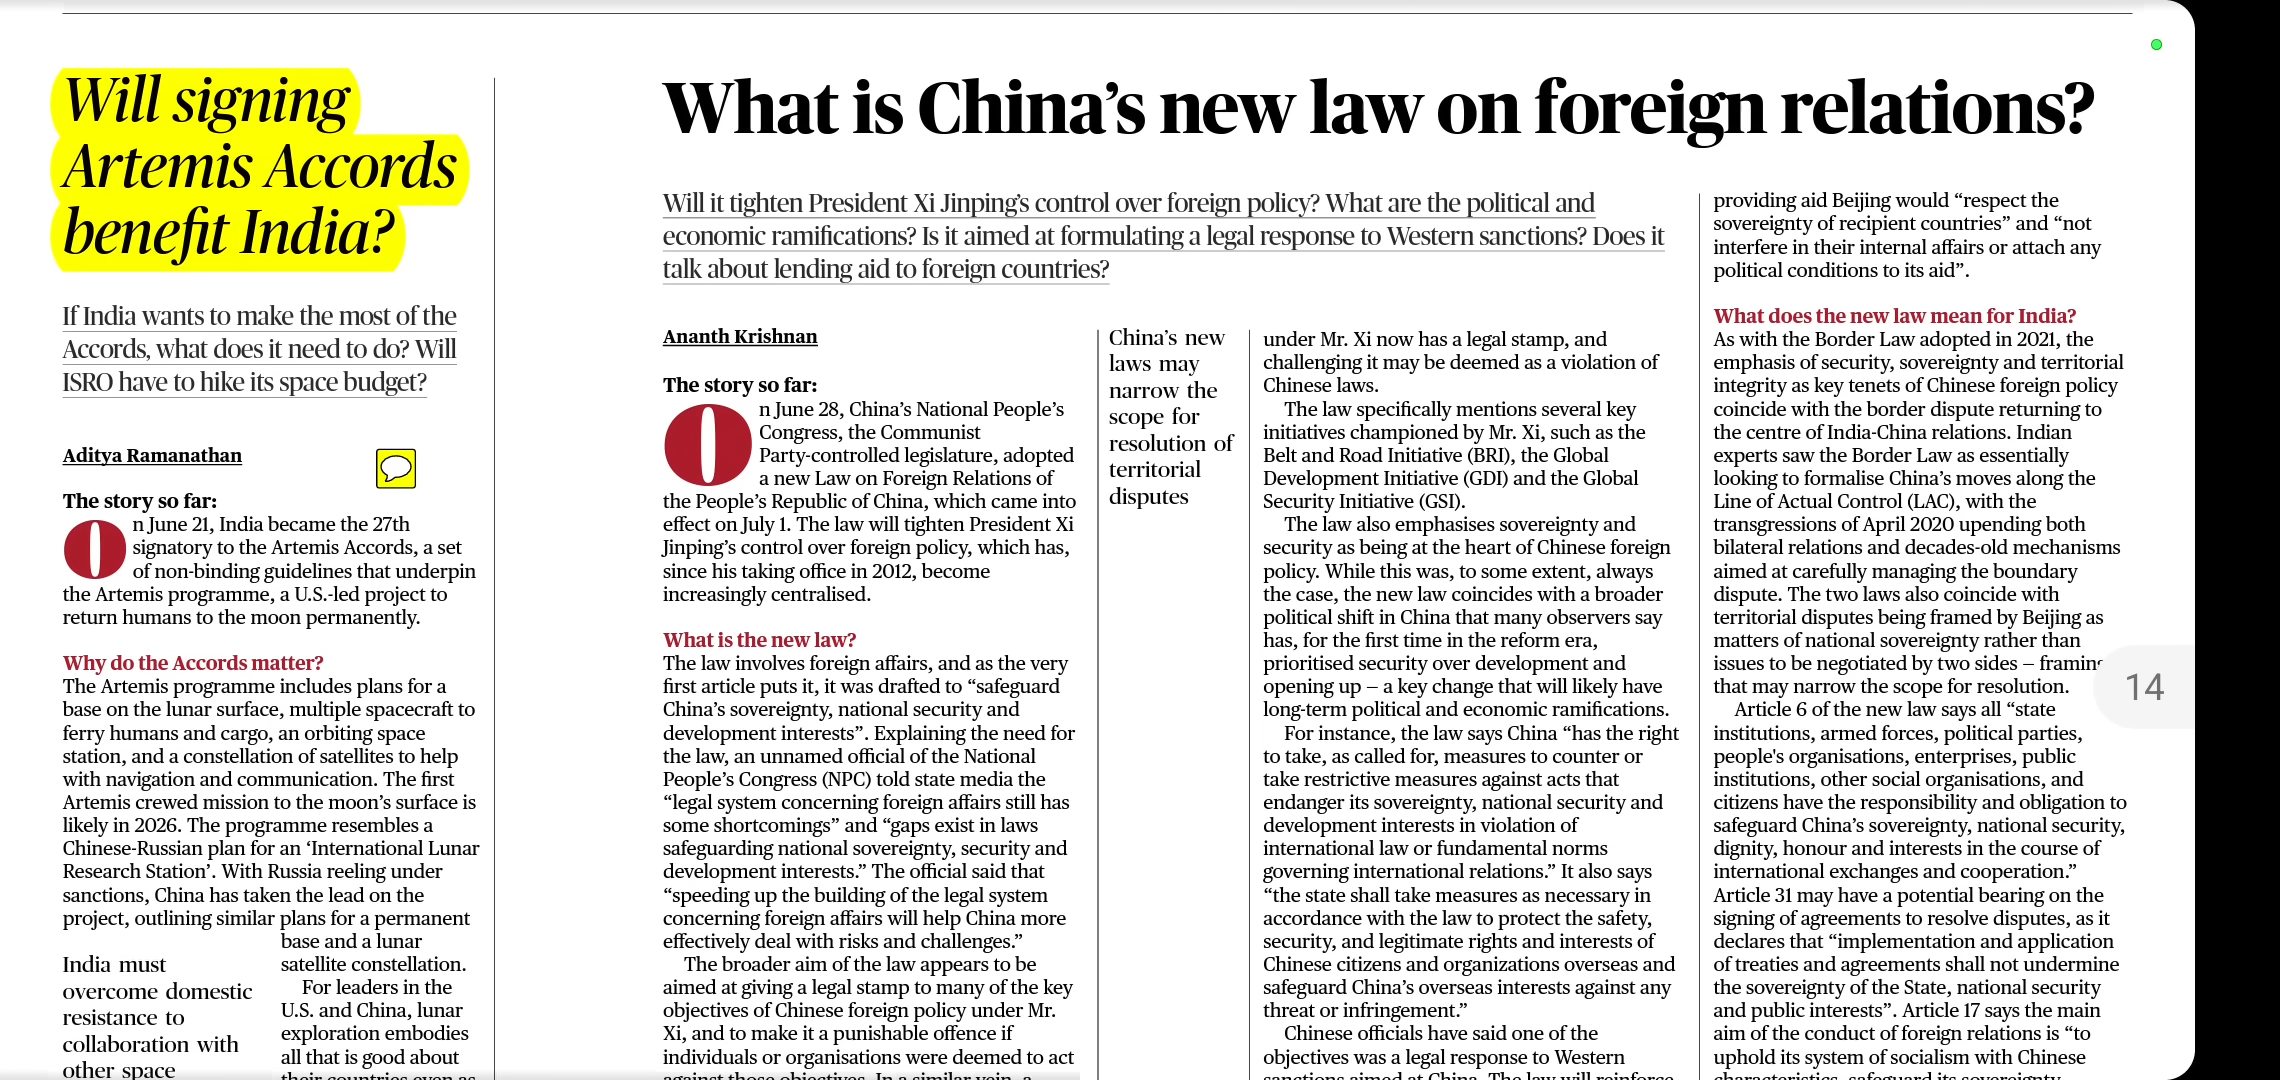 Will signing
Artemis Accords
benefit India?
If India wants to make the most of the
Accords, what does it need to do? Will
ISRO have to hike its space budget?
Aditya Ramanathan
The story so far:
On June 21, India became the 27th
signatory to the Artemis Accords, a set
of non-binding guidelines that underpin
the Artemis programme, a U.S.-led project to
return humans to the moon permanently.
Why do the Accords matter?
The Artemis programme includes plans for a
base on the lunar surface, multiple spacecraft to
ferry humans and cargo, an orbiting space
station, and a constellation of satellites to help
with navigation and communication. The first
Artemis crewed mission to the moon’s surface is
likely in 2026. The programme resembles a
Chinese-Russian plan for an ‘International Lunar
Research Station’. With Russia reeling under
sanctions, China has taken the lead on the
project, outlining similar plans for a permanent
base and a lunar
satellite constellation.
For leaders in the
U.S. and China, lunar
exploration embodies
all that is good about
their countries even as
India must
overcome domestic
resistance to
collaboration with
other space
What is China’s new law on foreign relations?
Will it tighten President Xi Jinping’s control over foreign policy? What are the political and
economic ramifications? Is it aimed at formulating a legal response to Western sanctions? Does it
talk about lending aid to foreign countries?
Ananth Krishnan
The story so far:
On June 28, China’s National People’s
Congress, the Communist
Party-controlled legislature, adopted
a new Law on Foreign Relations of
the People’s Republic of China, which came into
effect on July 1. The law will tighten President Xi
Jinping’s control over foreign policy, which has,
since his taking office in 2012, become
increasingly centralised.
What is the new law?
The law involves foreign affairs, and as the very
first article puts it, it was drafted to “safeguard
China’s sovereignty, national security and
development interests”. Explaining the need for
the law, an unnamed official of the National
People’s Congress (NPC) told state media the
“legal system concerning foreign affairs still has
some shortcomings” and “gaps exist in laws
safeguarding national sovereignty, security and
development interests.” The official said that
“speeding up the building of the legal system
concerning foreign affairs will help China more
effectively deal with risks and challenges.”
The broader aim of the law appears to be
aimed at giving a legal stamp to many of the key
objectives of Chinese foreign policy under Mr.
Xi, and to make it a punishable offence if
individuals or organisations were deemed to act
against those objectives. In a similar vein, a
China’s new
laws may
narrow the
scope for
resolution of
territorial
disputes
under Mr. Xi now has a legal stamp, and
challenging it may be deemed as a violation of
Chinese laws.
The law specifically mentions several key
initiatives championed by Mr. Xi, such as the
Belt and Road Initiative (BRI), the Global
Development Initiative (GDI) and the Global
Security Initiative (GSI).
The law also emphasises sovereignty and
security as being at the heart of Chinese foreign
policy. While this was, to some extent, always
the case, the new law coincides with a broader
political shift in China that many observers say
has, for the first time in the reform era,
prioritised security over development and
opening up – a key change that will likely have
long-term political and economic ramifications.
For instance, the law says China “has the right
to take, as called for, measures to counter or
take restrictive measures against acts that
endanger its sovereignty, national security and
development interests in violation of
international law or fundamental norms
governing international relations.” It also says
“the state shall take measures as necessary in
accordance with the law to protect the safety,
security, and legitimate rights and interests of
Chinese citizens and organizations overseas and
safeguard China’s overseas interests against any
threat or infringement.”
Chinese officials have said one of the
objectives was a legal response to Western
sanctions aimed at China. The law will reinforce
providing aid Beijing would “respect the
sovereignty of recipient countries” and “not
interfere in their internal affairs or attach any
political conditions to its aid”.
What does the new law mean for India?
As with the Border Law adopted in 2021, the
emphasis of security, sovereignty and territorial
integrity as key tenets of Chinese foreign policy
coincide with the border dispute returning to
the centre of India-China relations. Indian
experts saw the Border Law as essentially
looking to formalise China’s moves along the
Line of Actual Control (LAC), with the
transgressions of April 2020 upending both
bilateral relations and decades-old mechanisms
aimed at carefully managing the boundary
dispute. The two laws also coincide with
territorial disputes being framed by Beijing as
matters of national sovereignty rather than
issues to be negotiated by two sides – framing
that may narrow the scope for resolution.
Article 6 of the new law says all “state
institutions, armed forces, political parties,
people's organisations, enterprises, public
institutions, other social organisations, and
citizens have the responsibility and obligation to
safeguard China’s sovereignty, national security,
dignity, honour and interests in the course of
international exchanges and cooperation.”
Article 31 may have a potential bearing on the
signing of agreements to resolve disputes, as it
declares that “implementation and application
of treaties and agreements shall not undermine
the sovereignty of the State, national security
and public interests”. Article 17 says the main
aim of the conduct of foreign relations is “to
uphold its system of socialism with Chinese
characteristics, safeguard its sovereignty,
14